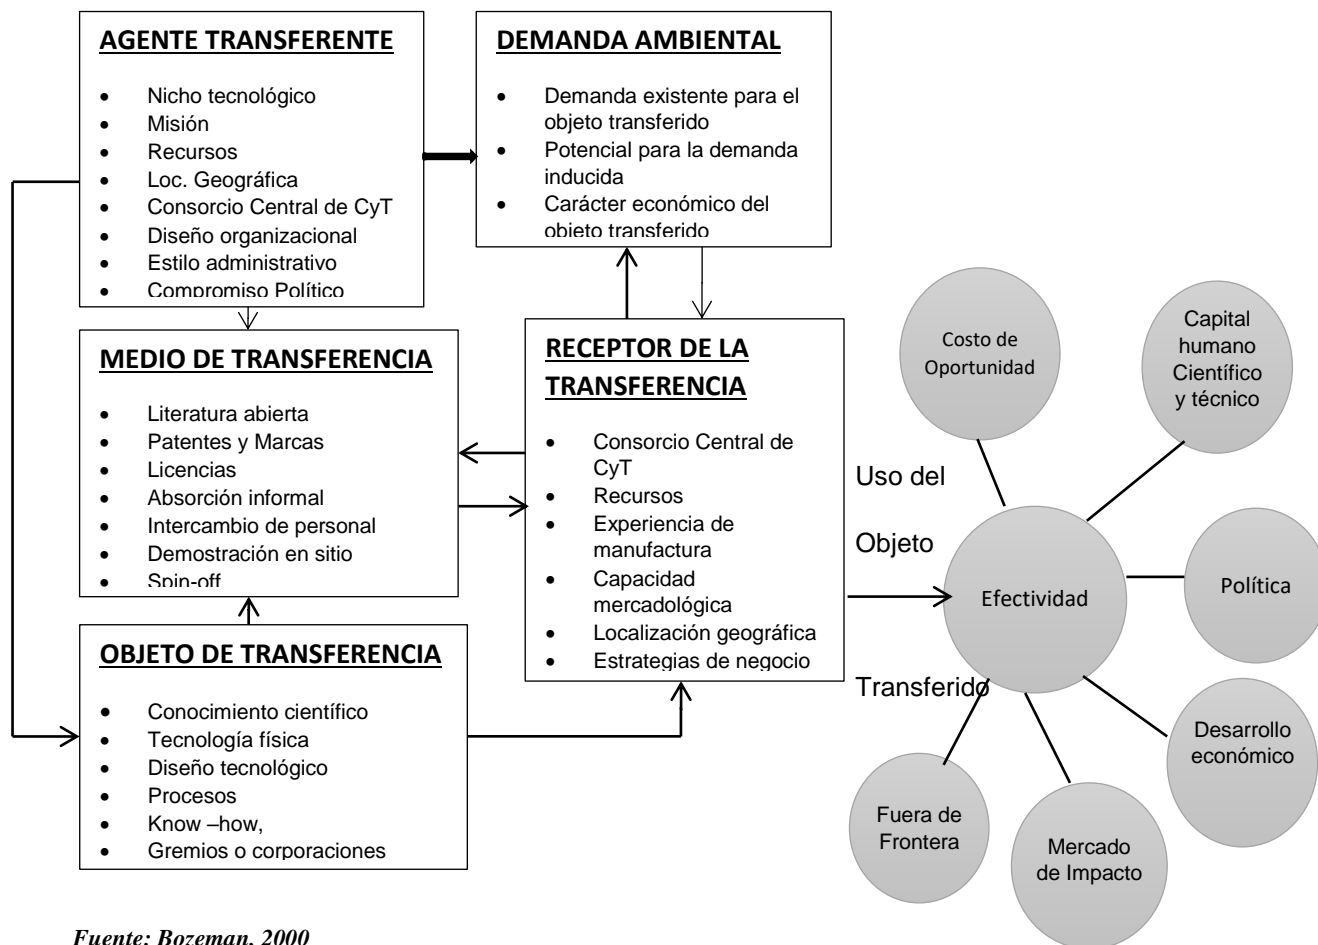 AGENTE TRANSFERENTE
• Nicho tecnológico
• Misión
• Recursos
• Loc. Geográfica
• Consorcio Central de CyT
• Diseño organizacional
• Estilo administrativo
• Compromiso Político
DEMANDA AMBIENTAL
• Demanda existente para el
objeto transferido
• Potencial para la demanda
inducida
• Carácter económico del
objeto transferido
MEDIO DE TRANSFERENCIA
• Literatura abierta
• Patentes y Marcas
• Licencias
• Absorción informal
• Intercambio de personal
• Demostración en sitio
• Spin-off
RECEPTOR DE LA
TRANSFERENCIA
• Consorcio Central de
CyT
• Recursos
• Experiencia de
manufactura
• Capacidad
mercadológica
• Localización geográfica
• Estrategias de negocio
OBJETO DE TRANSFERENCIA
• Conocimiento científico
• Tecnología física
• Diseño tecnológico
• Procesos
• Know –how,
• Gremios o corporaciones
Uso del
Objeto
Transferido
Efectividad
Costo de
Oportunidad
Capital
humano
Científico
y técnico
Política
Desarrollo
económico
Mercado
de Impacto
Fuera de
Frontera
Fuente: Bozeman, 2000